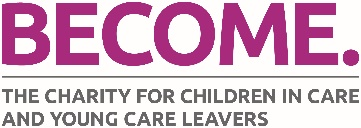 BECOME.
THE CHARITY FOR CHILDREN IN CARE
AND YOUNG CARE LEAVERS